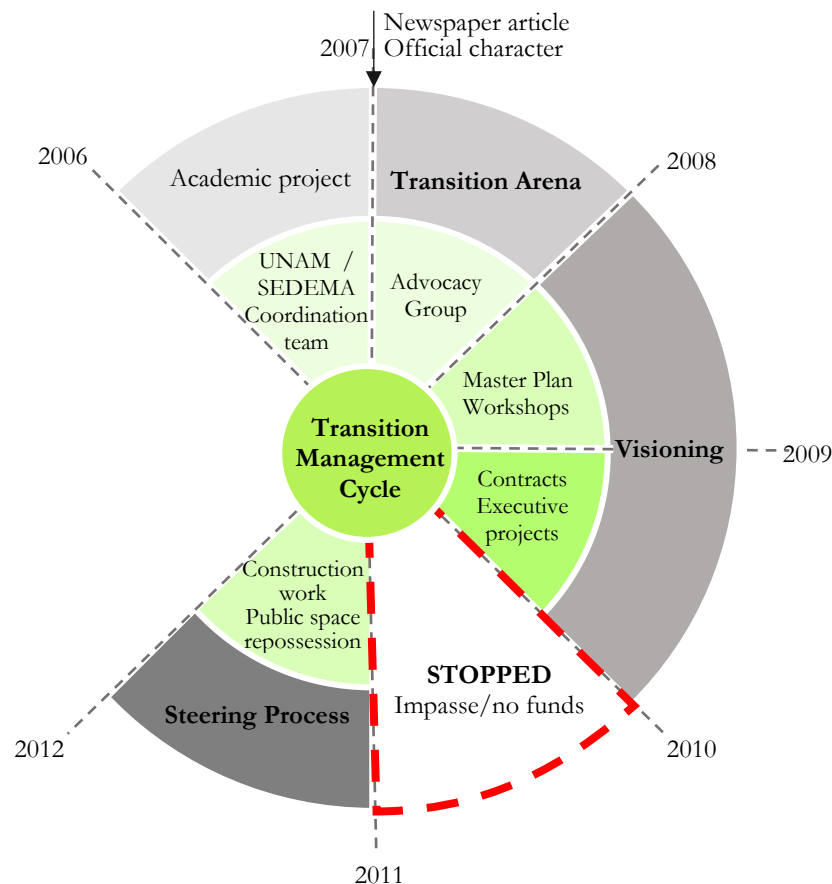 Newspaper article
Official character
2007
2006
2008
Academic project
Transition Arena
UNAM / 
SEDEMA
Coordination
team
Advocacy
Group
Master Plan
Workshops
Transition
Management
Cycle
Visioning
2009
Contracts
Executive
projects
Construction
work
Public space
repossession
STOPPED
Impasse/no funds
Steering Process
2012
2010
2011